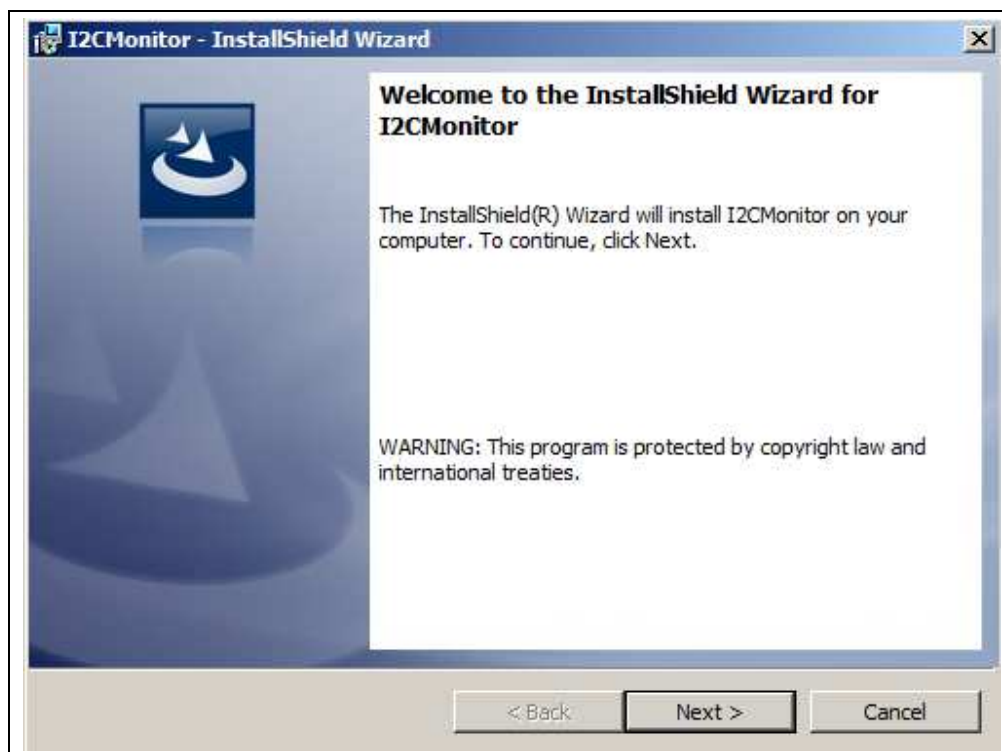 I2CMonitor - InstallShield Wizard
Welcome to the InstallShield Wizard for
I2CMonitor
The InstallShield(R) Wizard will install I2CMonitor on your
computer. To continue, click Next.
WARNING: This program is protected by copyright law and
international treaties.
< Back
Next >
Cancel